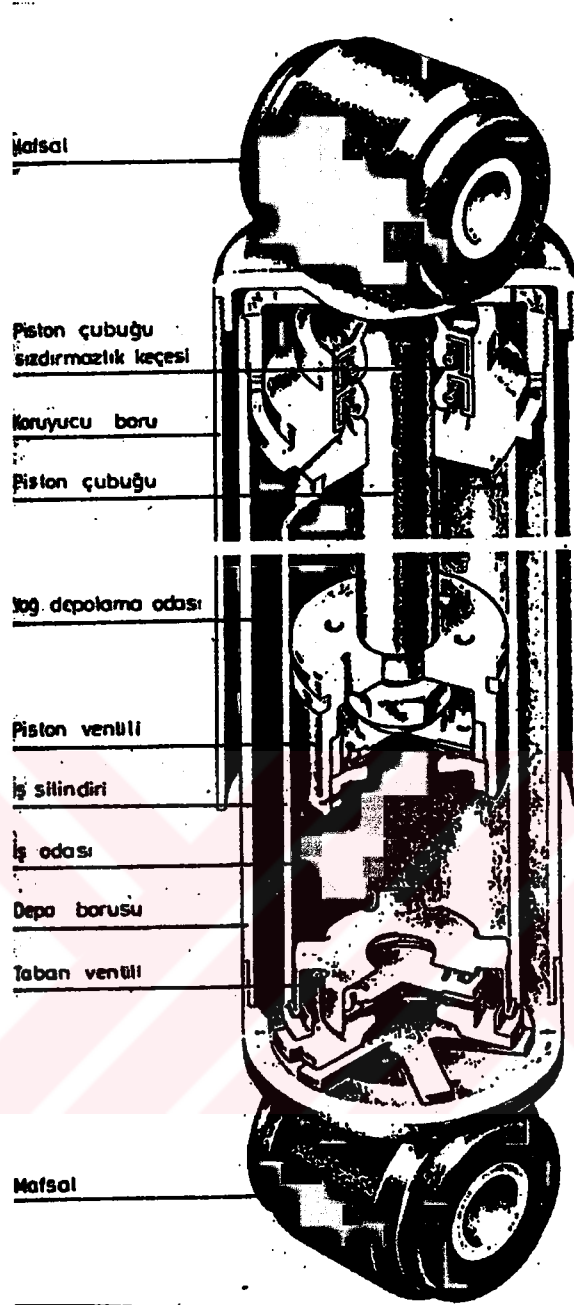 Mafsal
Piston çubuğu
sızdırmazlık keçesi
Koruyucu boru
Piston çubuğu
Yağ depolama odası
Piston ventili
İş silindiri
İş odası
Depo borusu
Taban ventili
Mafsal